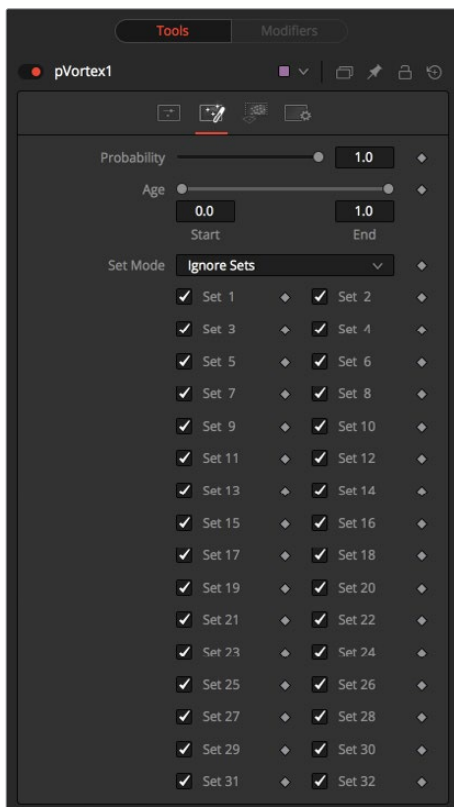 Tools Modifiers
pVortex1
Probability 1.0
Age
0.0 1.0
Start End
Set Mode Ignore Sets
Set 1 Set 2
Set 3 Set 4
Set 5 Set 6
Set 7 Set 8
Set 9 Set 10
Set 11 Set 12
Set 13 Set 14
Set 15 Set 16
Set 17 Set 18
Set 19 Set 20
Set 21 Set 22
Set 23 Set 24
Set 25 Set 26
Set 27 Set 28
Set 29 Set 30
Set 31 Set 32